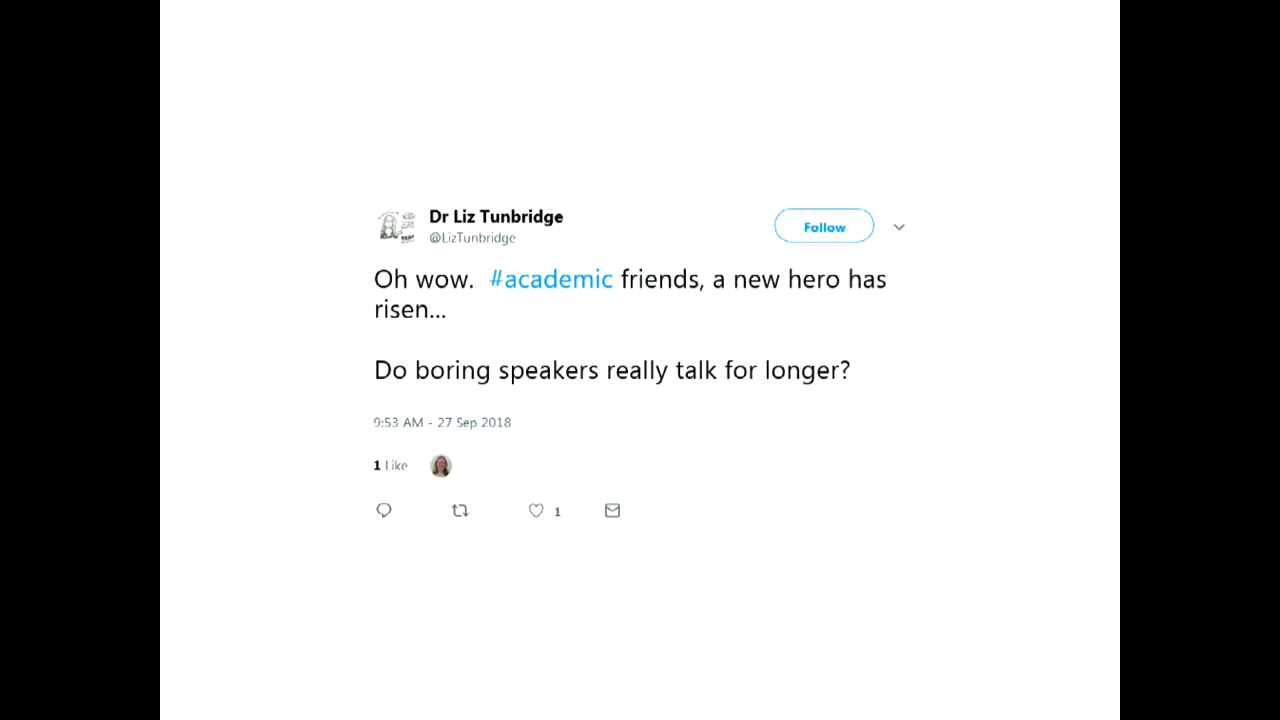 Dr Liz Tunbridge
@LizTunbridge
Follow
Oh wow.  #academic friends, a new hero has
risen...
Do boring speakers really talk for longer?
9:53 AM - 27 Sep 2018
1 Like
1